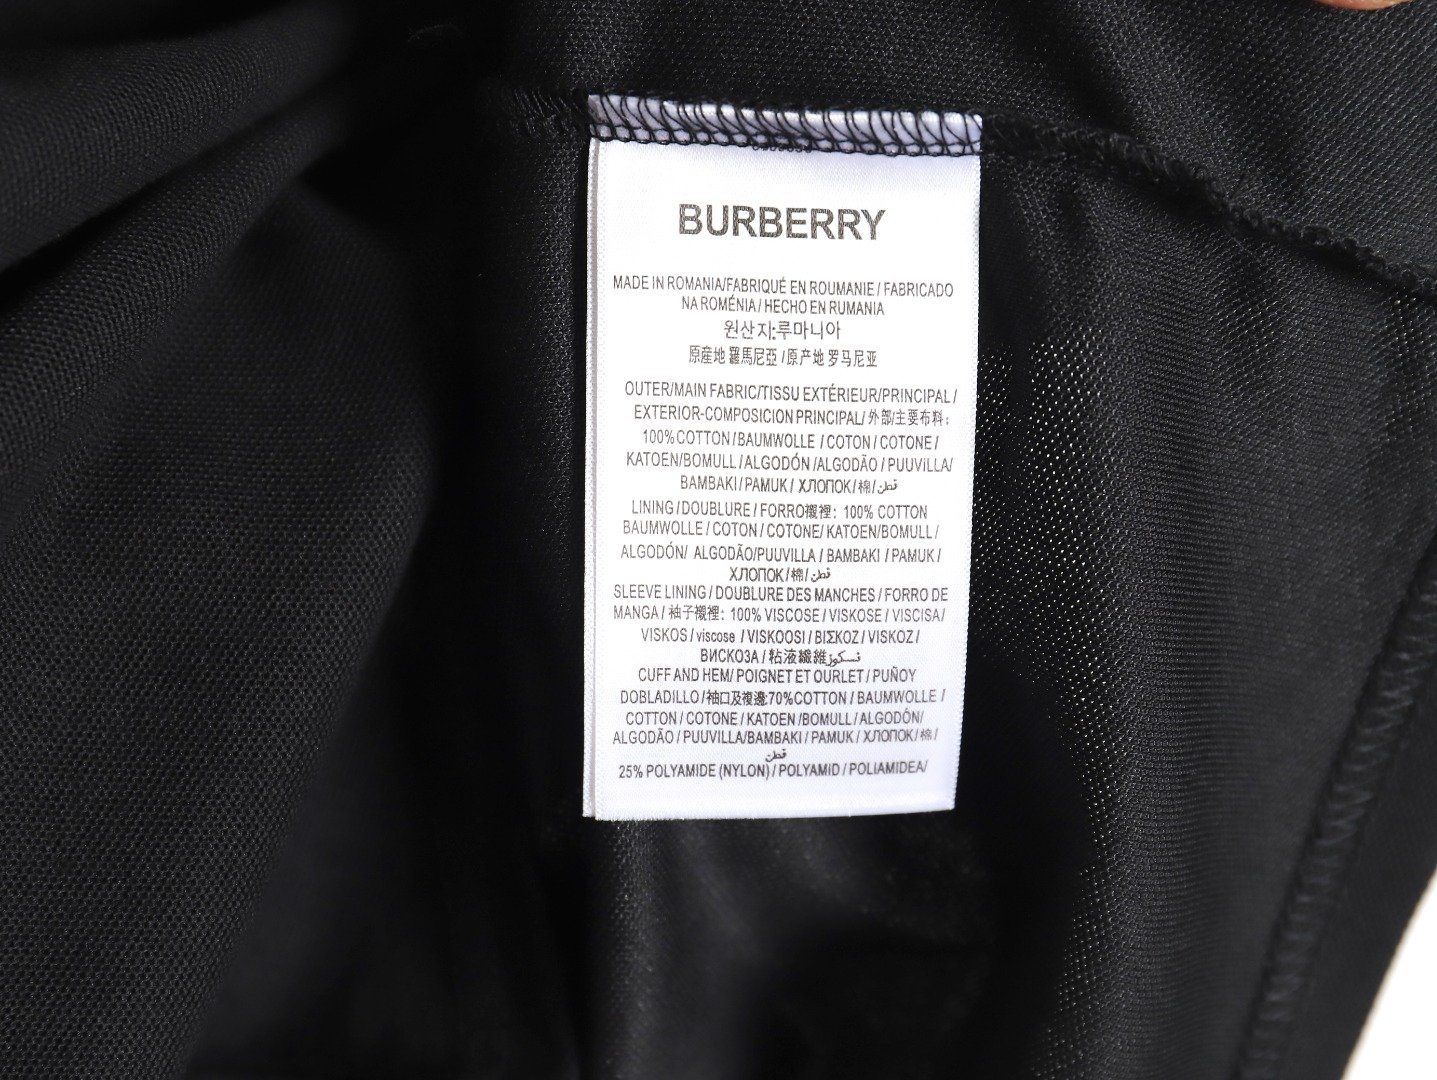 BURBERRY
MADE IN ROMANIA/FABRIQUÉ EN ROUMANIE / FABRICADO
NA ROMÉNIA / HECHO EN RUMANIA
원산지:루마니아
原産地 羅馬尼亞 / 原产地 罗马尼亚
OUTER/MAIN FABRIC/TISSU EXTÉRIEUR/PRINCIPAL /
EXTERIOR-COMPOSICION PRINCIPAL/ 外部/主要布料:
100% COTTON / BAUMWOLLE / COTON / COTONE /
KATOEN/BOMULL / ALGODÓN / ALGODÃO / PUUVILLA/
BAMBAKI / PAMUK / ХЛОПОК / 棉 / قطن
LINING / DOUBLURE / FORRO襯裡: 100% COTTON
BAUMWOLLE / COTON / COTONE/ KATOEN/BOMULL /
ALGODÓN/ ALGODÃO/PUUVILLA / BAMBAKI / PAMUK /
ХЛОПОК / 棉 / قطن
SLEEVE LINING / DOUBLURE DES MANCHES / FORRO DE
MANGA / 袖子襯裡: 100% VISCOSE / VISKOSE / VISCISA/
VISKOS / viscose / VISKOOSI / ΒΙΣΚΟΖ / VISKOZ /
ВИСКОЗА / 粘液纖維 فسكوز
CUFF AND HEM/ POIGNET ET OURLET / PUÑOY
DOBLADILLO / 袖口及複邊:70% COTTON / BAUMWOLLE /
COTTON / COTONE / KATOEN /BOMULL / ALGODÓN/
ALGODÃO / PUUVILLA/BAMBAKI / PAMUK / ХЛОПОК / 棉 /
قطن
25% POLYAMIDE (NYLON) / POLYAMID / POLIAMIDEA/